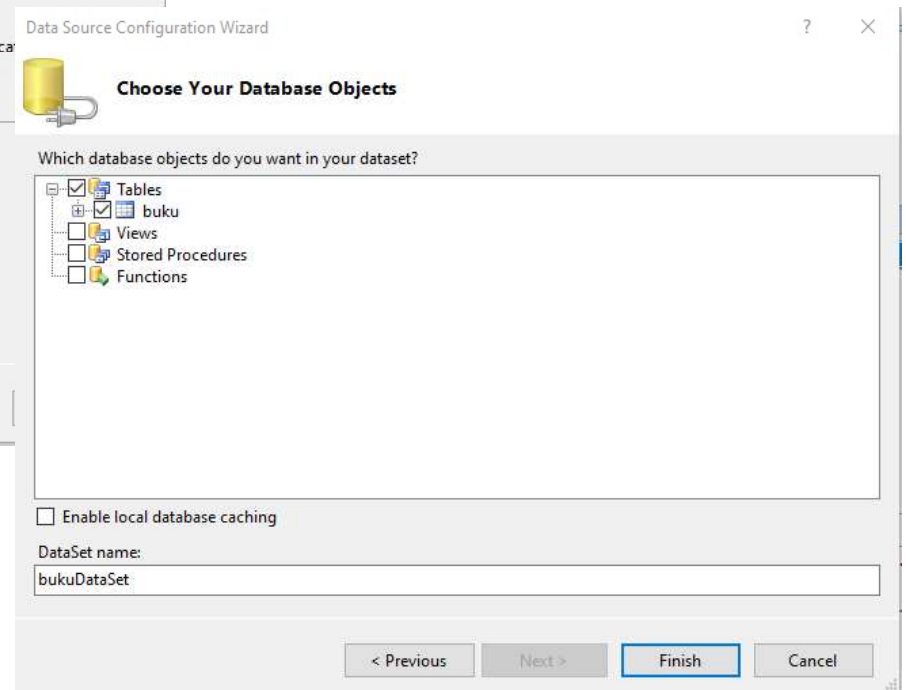 Data Source Configuration Wizard
?
ca
Choose Your Database Objects
Which database objects do you want in your dataset?
Tables
buku
Views
Stored Procedures
Functions
Enable local database caching
DataSet name:
bukuDataSet
< Previous
Next >
Finish
Cancel